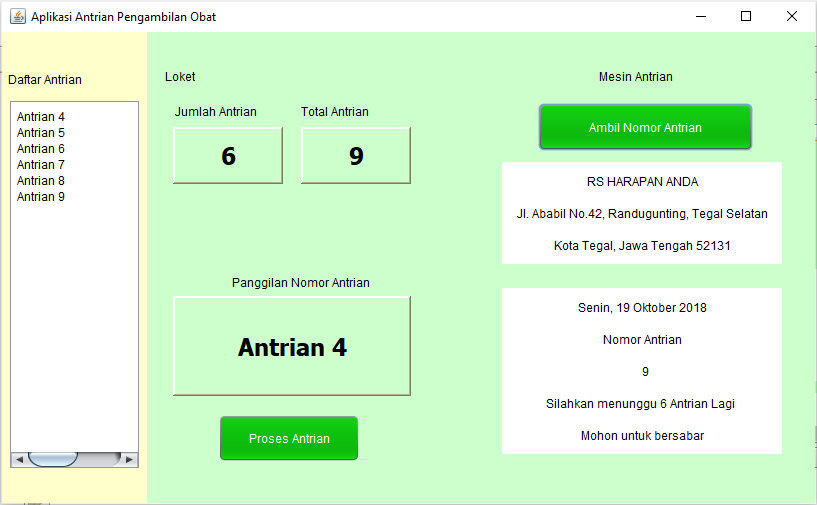 Aplikasi Antrian Pengambilan Obat
Daftar Antrian
Antrian 4
Antrian 5
Antrian 6
Antrian 7
Antrian 8
Antrian 9
Loket
Jumlah Antrian
Total Antrian
6
9
Panggilan Nomor Antrian
Antrian 4
Proses Antrian
Mesin Antrian
Ambil Nomor Antrian
RS HARAPAN ANDA
Jl. Ababil No.42, Randugunting, Tegal Selatan
Kota Tegal, Jawa Tengah 52131
Senin, 19 Oktober 2018
Nomor Antrian
9
Silahkan menunggu 6 Antrian Lagi
Mohon untuk bersabar